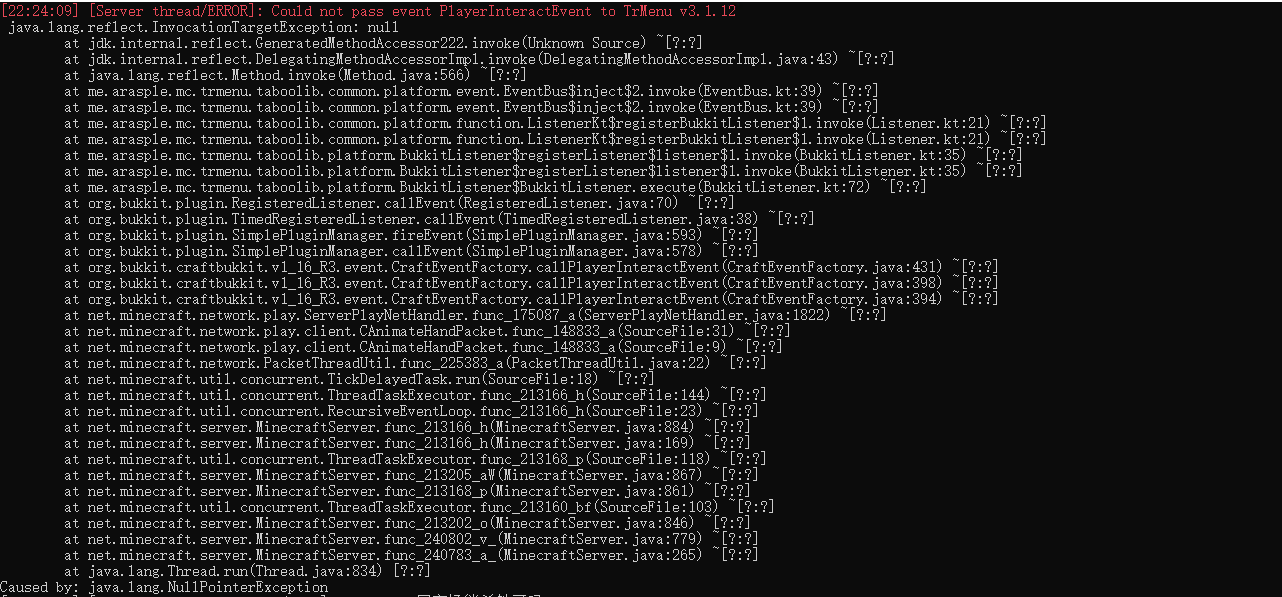 [22:24:09] [Server thread/ERROR]: Could not pass event PlayerInteractEvent to TrMenu v3.1.12
java.lang.reflect.InvocationTargetException: null
at jdk.internal.reflect.GeneratedMethodAccessor222.invoke(Unknown Source) ~[?:?]
at jdk.internal.reflect.DelegatingMethodAccessorImpl.invoke(DelegatingMethodAccessorImpl.java:43) ~[?:?]
at java.lang.reflect.Method.invoke(Method.java:566) ~[?:?]
at me.arasple.mc.trmenu.taboolib.common.platform.event.EventBus$inject$2.invoke(EventBus.kt:39) ~[?:?]
at me.arasple.mc.trmenu.taboolib.common.platform.event.EventBus$inject$2.invoke(EventBus.kt:39) ~[?:?]
at me.arasple.mc.trmenu.taboolib.common.platform.function.ListenerKt$registerBukkitListener$1.invoke(Listener.kt:21) ~[?:?]
at me.arasple.mc.trmenu.taboolib.common.platform.function.ListenerKt$registerBukkitListener$1.invoke(Listener.kt:21) ~[?:?]
at me.arasple.mc.trmenu.taboolib.platform.BukkitListener$registerListener$listener$1.invoke(BukkitListener.kt:35) ~[?:?]
at me.arasple.mc.trmenu.taboolib.platform.BukkitListener$registerListener$listener$1.invoke(BukkitListener.kt:35) ~[?:?]
at me.arasple.mc.trmenu.taboolib.platform.BukkitListener$BukkitListener.execute(BukkitListener.kt:72) ~[?:?]
at org.bukkit.plugin.RegisteredListener.callEvent(RegisteredListener.java:70) ~[?:?]
at org.bukkit.plugin.TimedRegisteredListener.callEvent(TimedRegisteredListener.java:38) ~[?:?]
at org.bukkit.plugin.SimplePluginManager.fireEvent(SimplePluginManager.java:593) ~[?:?]
at org.bukkit.plugin.SimplePluginManager.callEvent(SimplePluginManager.java:578) ~[?:?]
at org.bukkit.craftbukkit.v1_16_R3.event.CraftEventFactory.callPlayerInteractEvent(CraftEventFactory.java:431) ~[?:?]
at org.bukkit.craftbukkit.v1_16_R3.event.CraftEventFactory.callPlayerInteractEvent(CraftEventFactory.java:398) ~[?:?]
at org.bukkit.craftbukkit.v1_16_R3.event.CraftEventFactory.callPlayerInteractEvent(CraftEventFactory.java:394) ~[?:?]
at net.minecraft.network.play.ServerPlayNetHandler.func_175087_a(ServerPlayNetHandler.java:1822) ~[?:?]
at net.minecraft.network.play.client.CAnimateHandPacket.func_148833_a(SourceFile:31) ~[?:?]
at net.minecraft.network.play.client.CAnimateHandPacket.func_148833_a(SourceFile:9) ~[?:?]
at net.minecraft.network.PacketThreadUtil.func_225383_a(PacketThreadUtil.java:22) ~[?:?]
at net.minecraft.util.concurrent.TickDelayedTask.run(SourceFile:18) ~[?:?]
at net.minecraft.util.concurrent.ThreadTaskExecutor.func_213166_h(SourceFile:144) ~[?:?]
at net.minecraft.util.concurrent.RecursiveEventLoop.func_213166_h(SourceFile:23) ~[?:?]
at net.minecraft.server.MinecraftServer.func_213166_h(MinecraftServer.java:884) ~[?:?]
at net.minecraft.server.MinecraftServer.func_213166_h(MinecraftServer.java:169) ~[?:?]
at net.minecraft.util.concurrent.ThreadTaskExecutor.func_213168_p(SourceFile:118) ~[?:?]
at net.minecraft.server.MinecraftServer.func_213205_aW(MinecraftServer.java:867) ~[?:?]
at net.minecraft.server.MinecraftServer.func_213168_p(MinecraftServer.java:861) ~[?:?]
at net.minecraft.util.concurrent.ThreadTaskExecutor.func_213160_bf(SourceFile:103) ~[?:?]
at net.minecraft.server.MinecraftServer.func_213202_o(MinecraftServer.java:846) ~[?:?]
at net.minecraft.server.MinecraftServer.func_240802_v_(MinecraftServer.java:779) ~[?:?]
at net.minecraft.server.MinecraftServer.func_240783_a_(MinecraftServer.java:265) ~[?:?]
at java.lang.Thread.run(Thread.java:834) [?:?]
Caused by: java.lang.NullPointerException